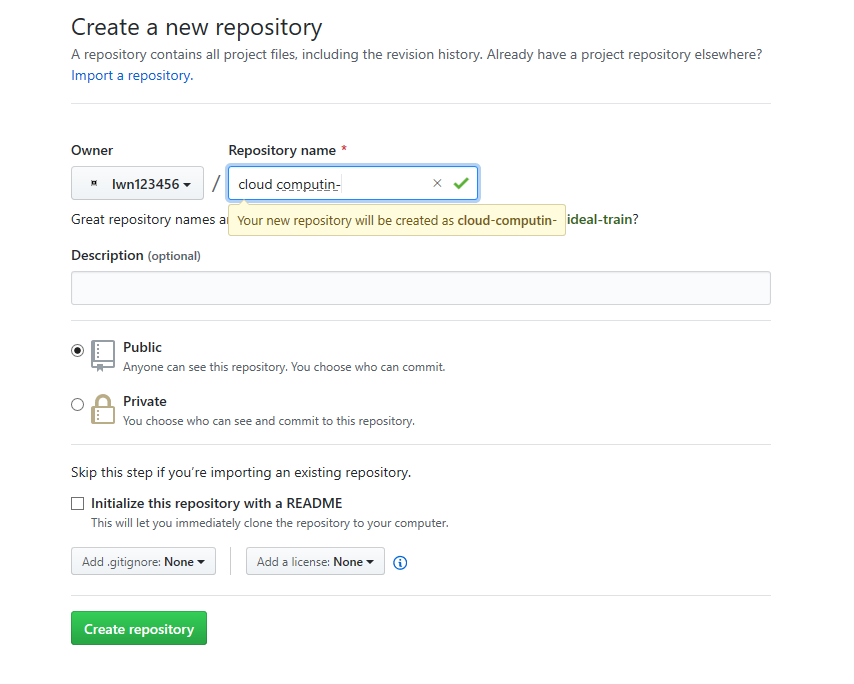 Create a new repository
A repository contains all project files, including the revision history. Already have a project repository elsewhere?
Import a repository.
Owner
Repository name *
lwn123456
/
cloud computin-
Great repository names a
Your new repository will be created as cloud-computin-
ideal-train?
Description (optional)
Public
Anyone can see this repository. You choose who can commit.
Private
You choose who can see and commit to this repository.
Skip this step if you’re importing an existing repository.
Initialize this repository with a README
This will let you immediately clone the repository to your computer.
Add .gitignore: None
Add a license: None
Create repository